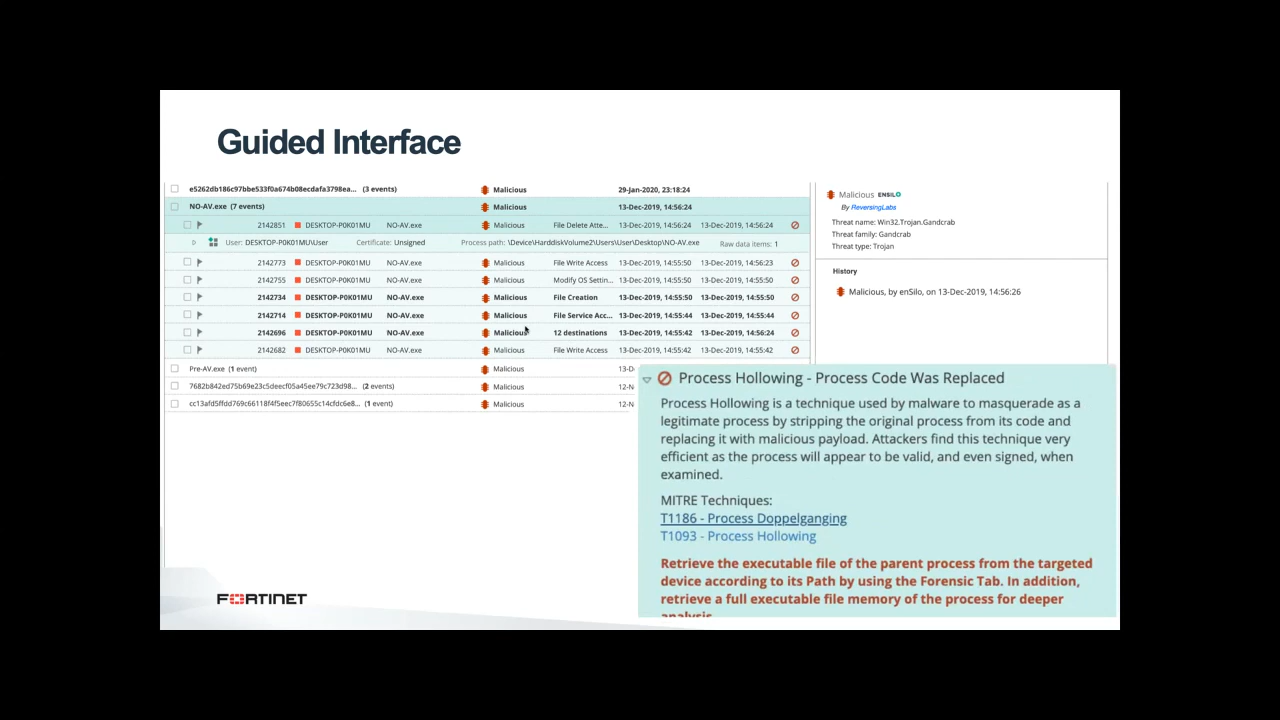 Guided Interface
e5262db186c97bbe533f0a674b08ecdafa3798ea... (3 events) Malicious 29-Jan-2020, 23:18:24
NO-AV.exe (7 events) Malicious 13-Dec-2019, 14:56:24
2142851 DESKTOP-P0K01MU NO-AV.exe Malicious File Delete Atte... 13-Dec-2019, 14:56:24 13-Dec-2019, 14:56:24
User: DESKTOP-P0K01MU\User Certificate: Unsigned Process path: \Device\HarddiskVolume2\Users\User\Desktop\NO-AV.exe Raw data items: 1
2142773 DESKTOP-P0K01MU NO-AV.exe Malicious File Write Access 13-Dec-2019, 14:55:50 13-Dec-2019, 14:56:23
2142755 DESKTOP-P0K01MU NO-AV.exe Malicious Modify OS Settin... 13-Dec-2019, 14:55:50 13-Dec-2019, 14:55:50
2142734 DESKTOP-P0K01MU NO-AV.exe Malicious File Creation 13-Dec-2019, 14:55:50 13-Dec-2019, 14:55:50
2142714 DESKTOP-P0K01MU NO-AV.exe Malicious File Service Acc... 13-Dec-2019, 14:55:44 13-Dec-2019, 14:55:44
2142696 DESKTOP-P0K01MU NO-AV.exe Malicious 12 destinations 13-Dec-2019, 14:55:42 13-Dec-2019, 14:56:24
2142682 DESKTOP-P0K01MU NO-AV.exe Malicious File Write Access 13-Dec-2019, 14:55:42 13-Dec-2019, 14:55:42
Pre-AV.exe (1 event) Malicious 13-D
7682b842ed75b69e23c5deecf05a45ee79c723d98... (2 events) Malicious 12-N
cc13afd5ffdd769c66118f4f5eec7f80655c14cfdc6e8... (1 event) Malicious 12-N
Malicious ENSILO
By ReversingLabs
Threat name: Win32.Trojan.Gandcrab
Threat family: Gandcrab
Threat type: Trojan
History
Malicious, by enSilo, on 13-Dec-2019, 14:56:26
Process Hollowing - Process Code Was Replaced
Process Hollowing is a technique used by malware to masquerade as a
legitimate process by stripping the original process from its code and
replacing it with malicious payload. Attackers find this technique very
efficient as the process will appear to be valid, and even signed, when
examined.
MITRE Techniques:
T1186 - Process Doppelganging
T1093 - Process Hollowing
Retrieve the executable file of the parent process from the targeted
device according to its Path by using the Forensic Tab. In addition,
retrieve a full executable file memory of the process for deeper
analysis
FORTINET